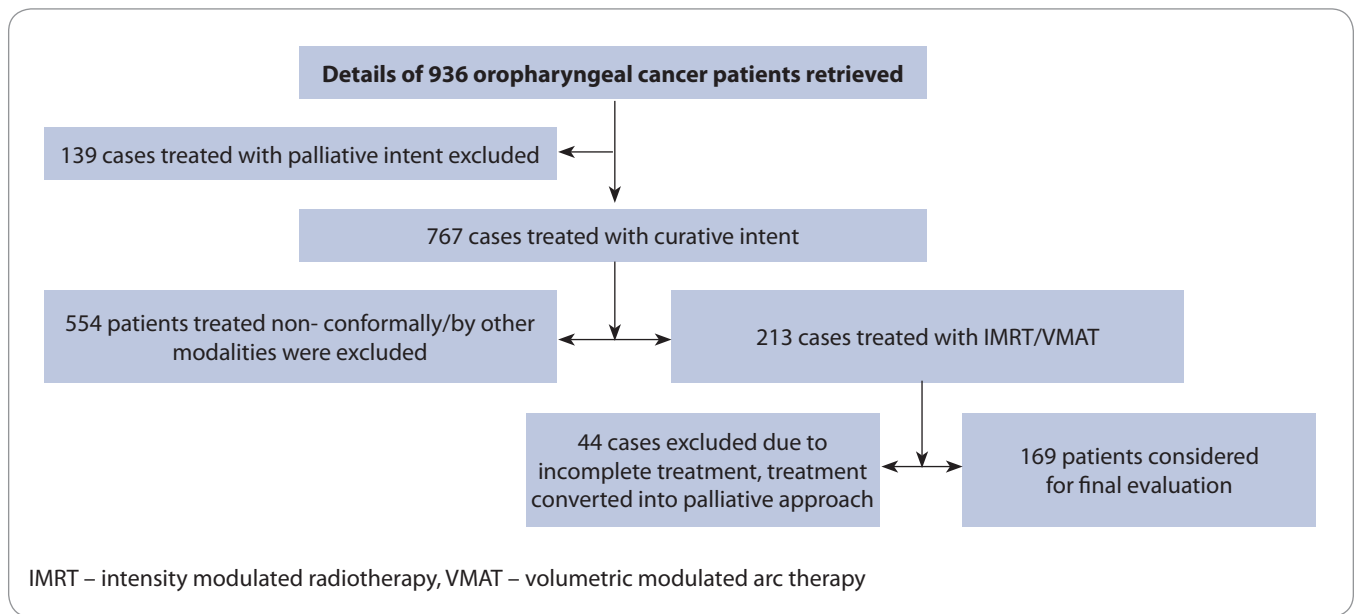 Details of 936 oropharyngeal cancer patients retrieved
139 cases treated with palliative intent excluded
767 cases treated with curative intent
554 patients treated non- conformally/by other
modalities were excluded
213 cases treated with IMRT/VMAT
44 cases excluded due to
incomplete treatment, treatment
converted into palliative approach
169 patients considered
for final evaluation
IMRT – intensity modulated radiotherapy, VMAT – volumetric modulated arc therapy